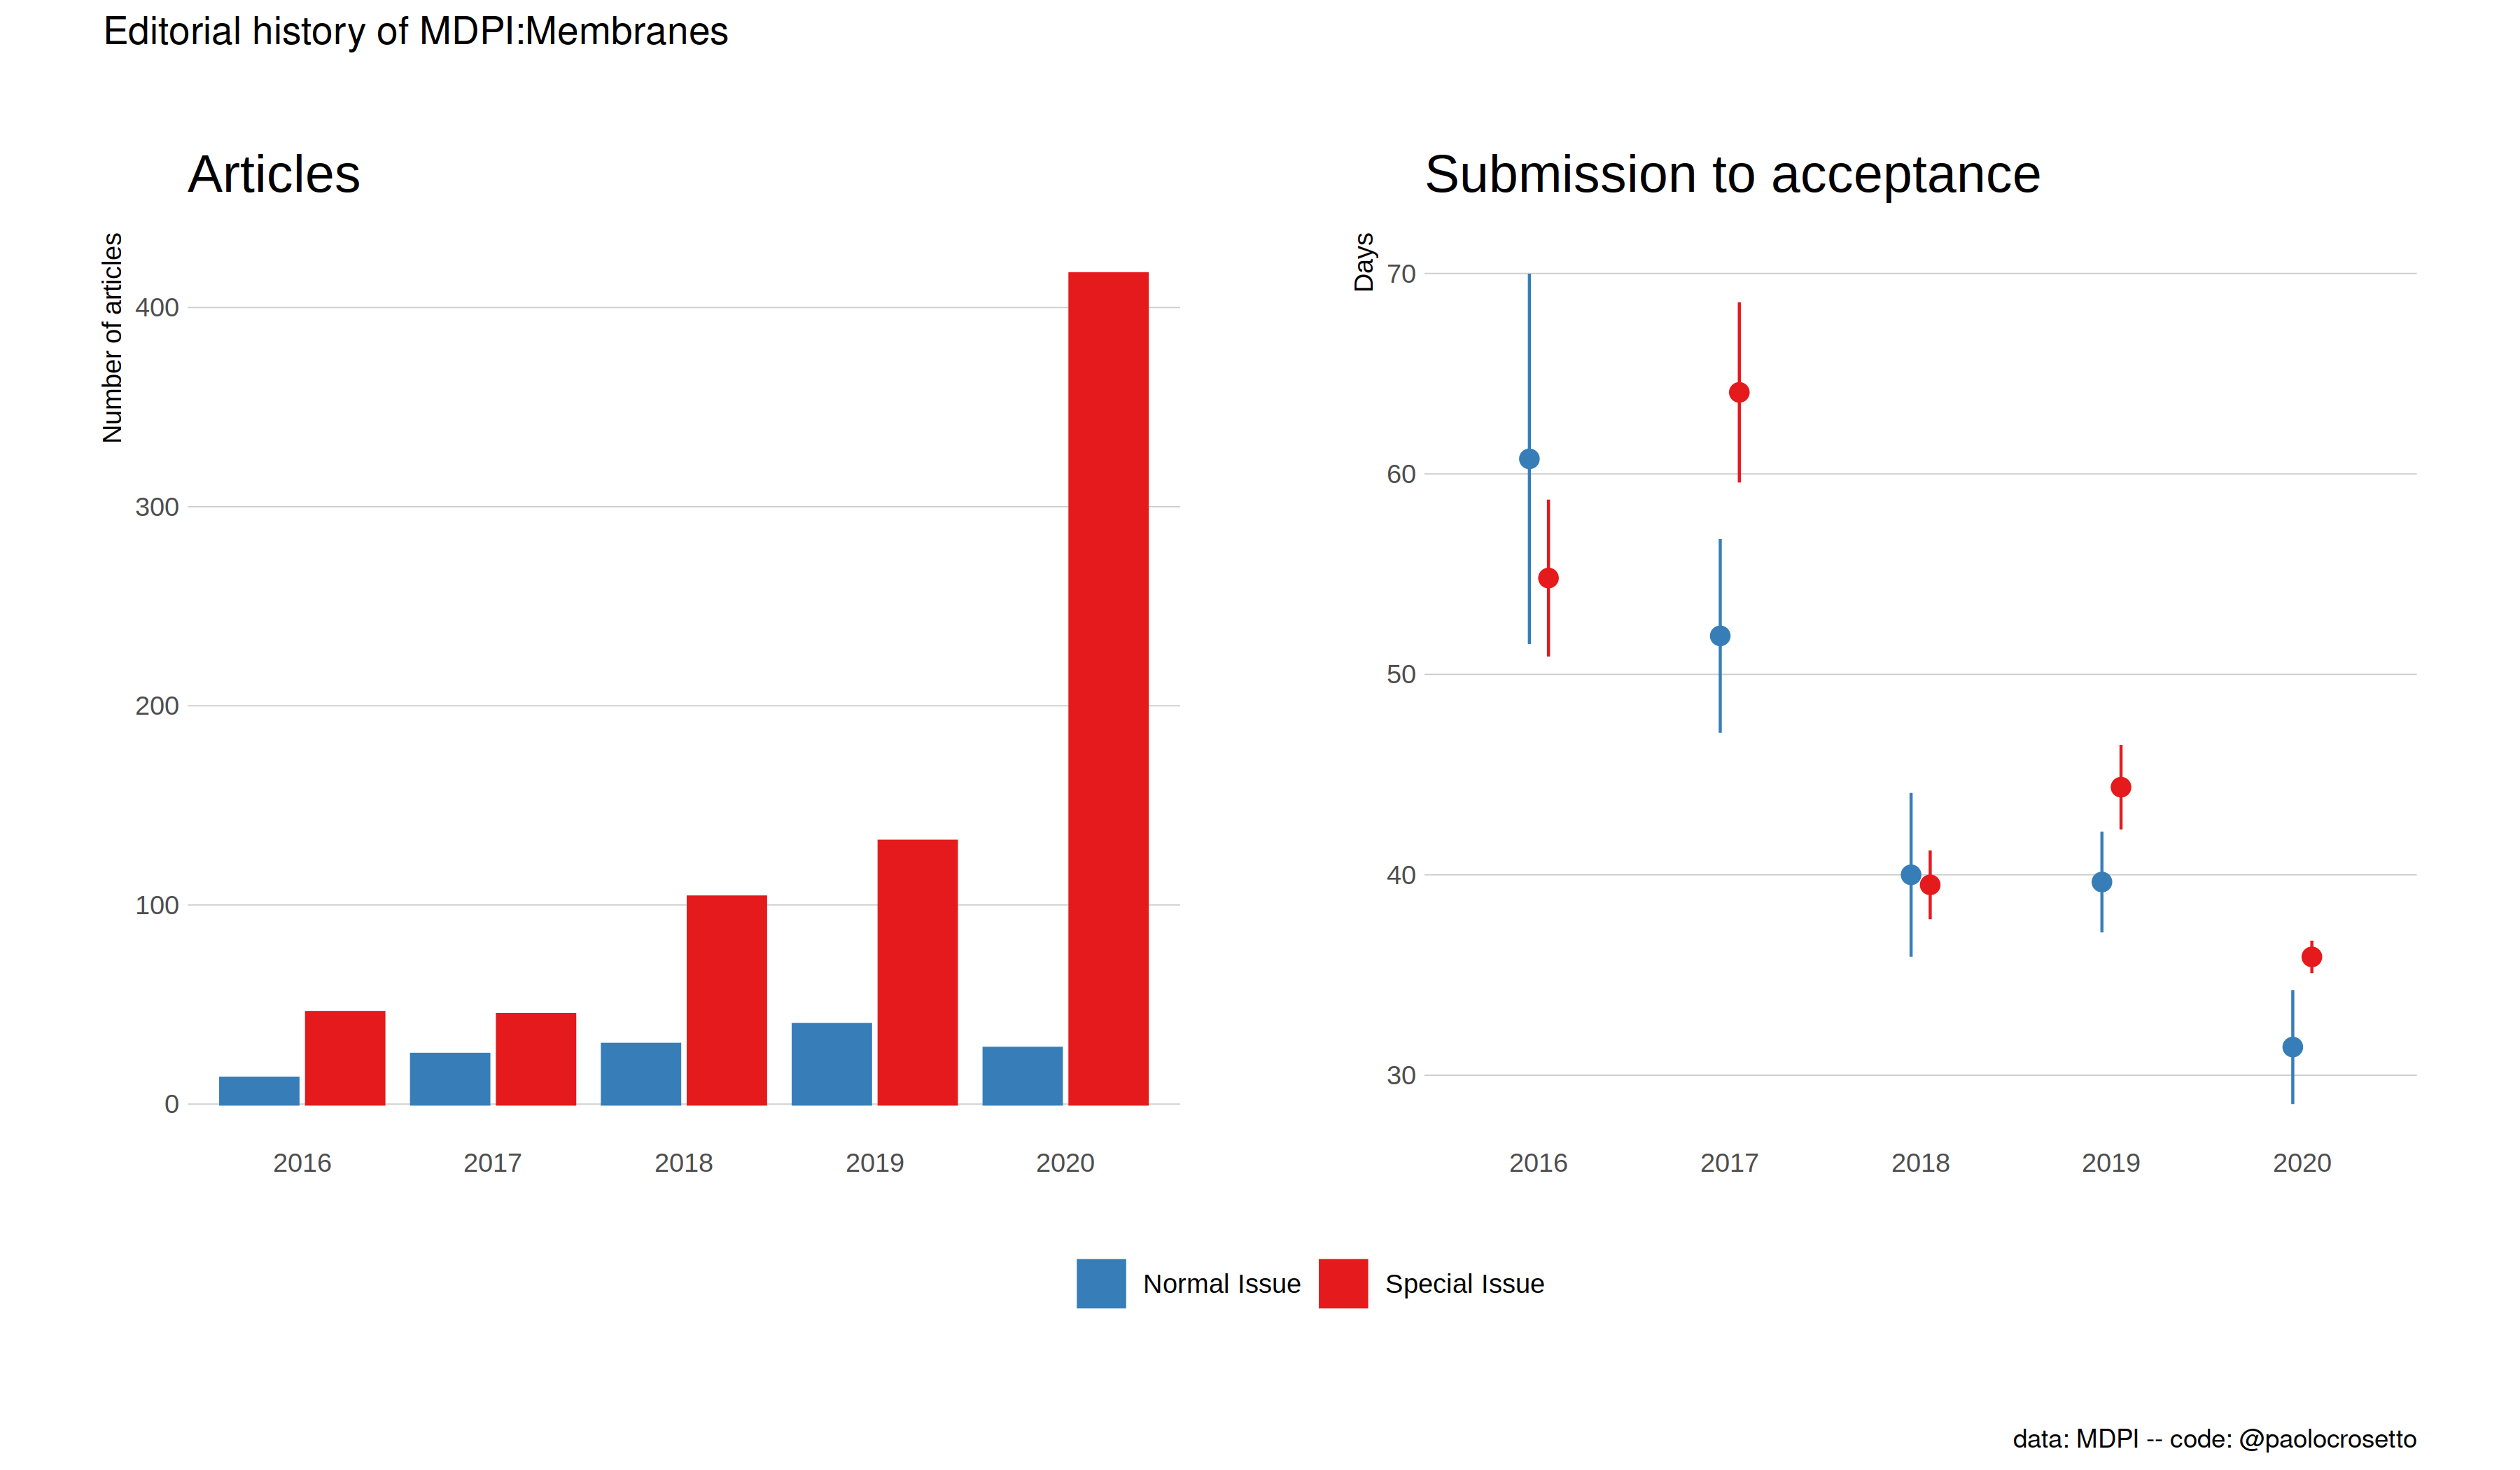 Editorial history of MDPI:Membranes
Articles
Number of articles
400
300
200
100
0
2016 2017 2018 2019 2020
Submission to acceptance
Days
70
60
50
40
30
2016 2017 2018 2019 2020
Normal Issue Special Issue
data: MDPI -- code: @paolocrosetto